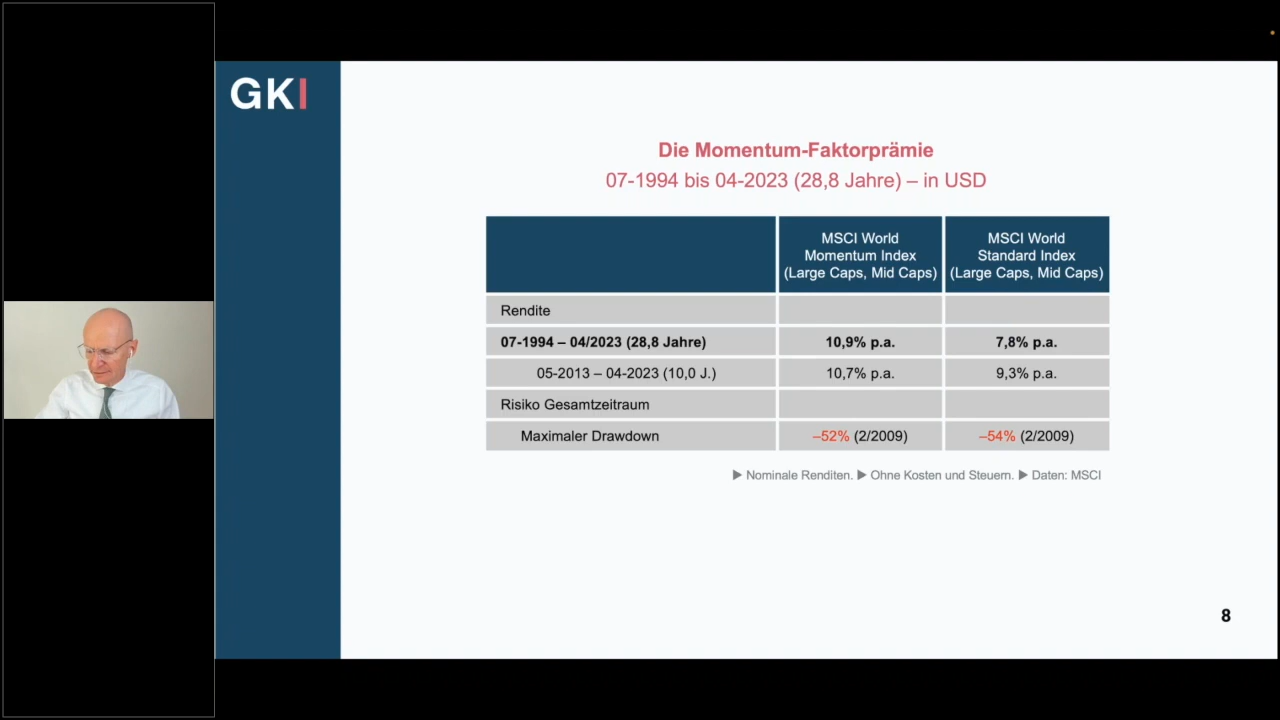 GKI
Die Momentum-Faktorprämie
07-1994 bis 04-2023 (28,8 Jahre) – in USD
MSCI World
Momentum Index
(Large Caps, Mid Caps)
MSCI World
Standard Index
(Large Caps, Mid Caps)
Rendite
07-1994 – 04/2023 (28,8 Jahre) 10,9% p.a. 7,8% p.a.
05-2013 – 04-2023 (10,0 J.) 10,7% p.a. 9,3% p.a.
Risiko Gesamtzeitraum
Maximaler Drawdown –52% (2/2009) –54% (2/2009)
▶ Nominale Renditen. ▶ Ohne Kosten und Steuern. ▶ Daten: MSCI
8